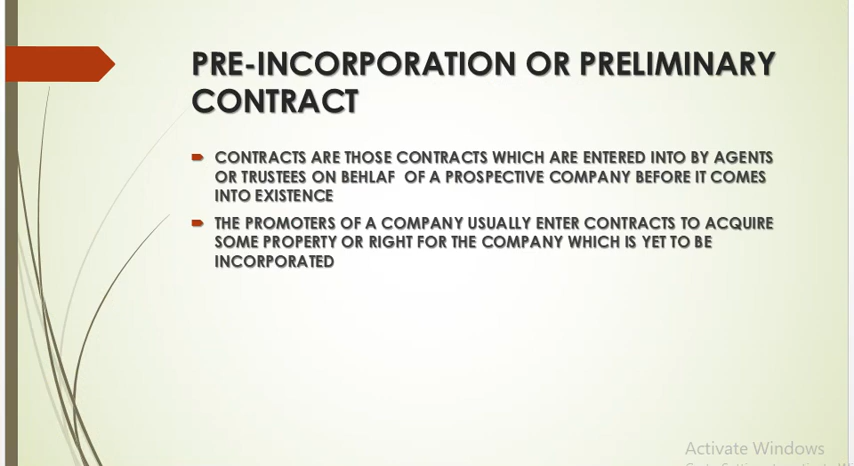 PRE-INCORPORATION OR PRELIMINARY
CONTRACT
CONTRACTS ARE THOSE CONTRACTS WHICH ARE ENTERED INTO BY AGENTS
OR TRUSTEES ON BEHLAF OF A PROSPECTIVE COMPANY BEFORE IT COMES
INTO EXISTENCE
THE PROMOTERS OF A COMPANY USUALLY ENTER CONTRACTS TO ACQUIRE
SOME PROPERTY OR RIGHT FOR THE COMPANY WHICH IS YET TO BE
INCORPORATED
Activate Windows